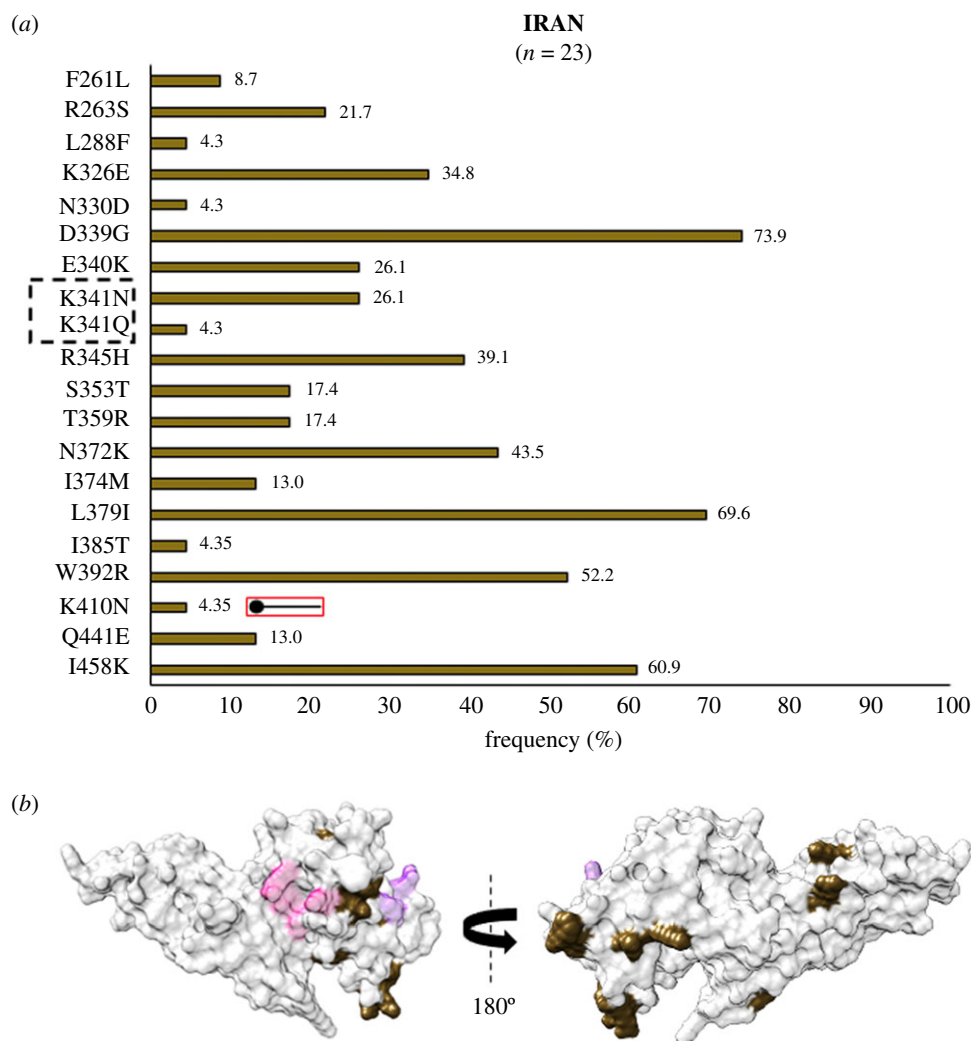 (a)
IRAN
(n = 23)
F261L 8.7
R263S 21.7
L288F 4.3
K326E 34.8
N330D 4.3
D339G 73.9
E340K 26.1
K341N 26.1
K341Q 4.3
R345H 39.1
S353T 17.4
T359R 17.4
N372K 43.5
I374M 13.0
L379I 69.6
I385T 4.35
W392R 52.2
K410N 4.35
Q441E 13.0
I458K 60.9
0 10 20 30 40 50 60 70 80 90 100
frequency (%)
(b)
180º